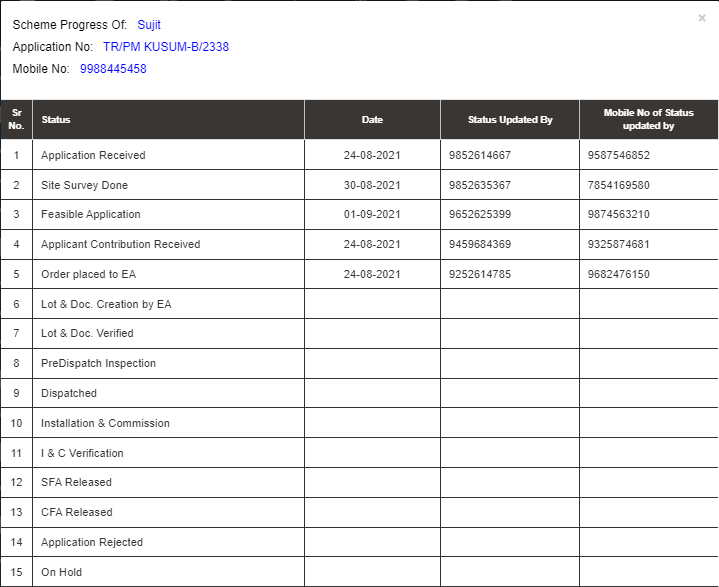 ×
Scheme Progress Of: Sujit
Application No: TR/PM KUSUM-B/2338
Mobile No: 9988445458
Sr No. Status Date Status Updated By Mobile No of Status updated by
1 Application Received 24-08-2021 9852614667 9587546852
2 Site Survey Done 30-08-2021 9852635367 7854169580
3 Feasible Application 01-09-2021 9652625399 9874563210
4 Applicant Contribution Received 24-08-2021 9459684369 9325874681
5 Order placed to EA 24-08-2021 9252614785 9682476150
6 Lot & Doc. Creation by EA
7 Lot & Doc. Verified
8 PreDispatch Inspection
9 Dispatched
10 Installation & Commission
11 I & C Verification
12 SFA Released
13 CFA Released
14 Application Rejected
15 On Hold